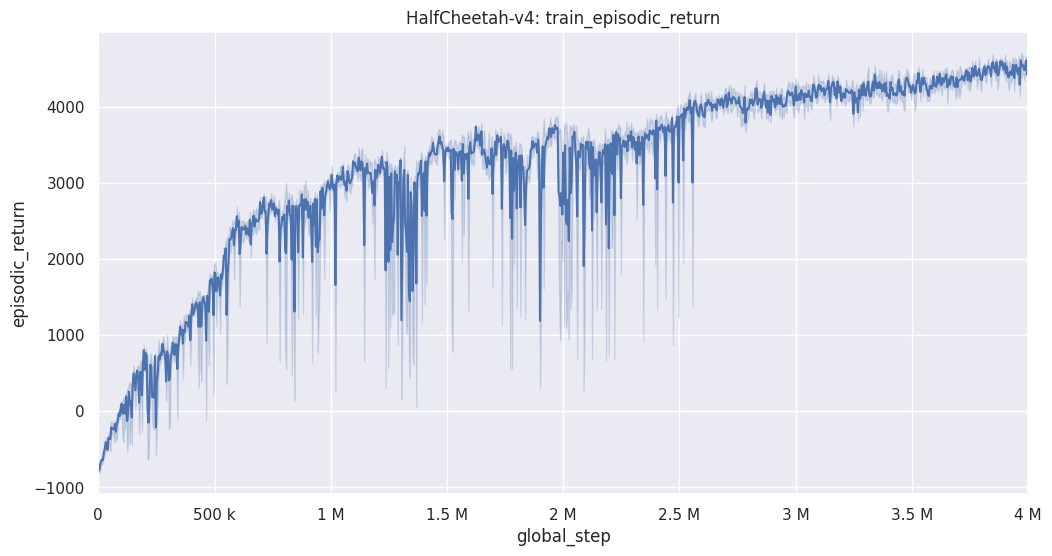 HalfCheetah-v4: train_episodic_return
episodic_return
4000
3000
2000
1000
0
−1000
0 500 k 1 M 1.5 M 2 M 2.5 M 3 M 3.5 M 4 M
global_step